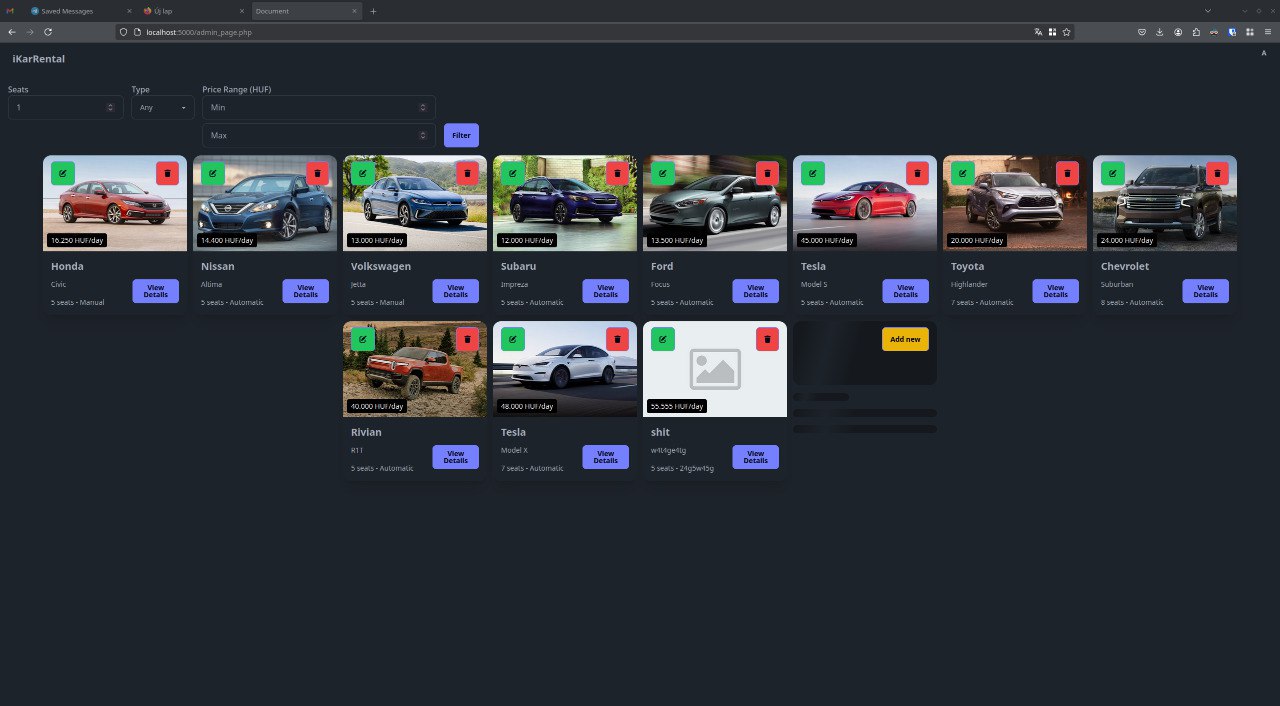 Saved Messages
Új lap
Document
localhost:5000/admin_page.php
iKarRental
A
Seats
Type
Price Range (HUF)
1
Any
Min
Max
Filter
16.250 HUF/day
14.400 HUF/day
13.000 HUF/day
12.000 HUF/day
13.500 HUF/day
45.000 HUF/day
20.000 HUF/day
24.000 HUF/day
Honda
Civic
5 seats - Manual
View
Details
Nissan
Altima
5 seats - Automatic
View
Details
Volkswagen
Jetta
5 seats - Manual
View
Details
Subaru
Impreza
5 seats - Automatic
View
Details
Ford
Focus
5 seats - Automatic
View
Details
Tesla
Model S
5 seats - Automatic
View
Details
Toyota
Highlander
7 seats - Automatic
View
Details
Chevrolet
Suburban
8 seats - Automatic
View
Details
Add new
40.000 HUF/day
48.000 HUF/day
55.555 HUF/day
Rivian
R1T
5 seats - Automatic
View
Details
Tesla
Model X
7 seats - Automatic
View
Details
shit
w4t4ge4tg
5 seats - 24g5w45g
View
Details